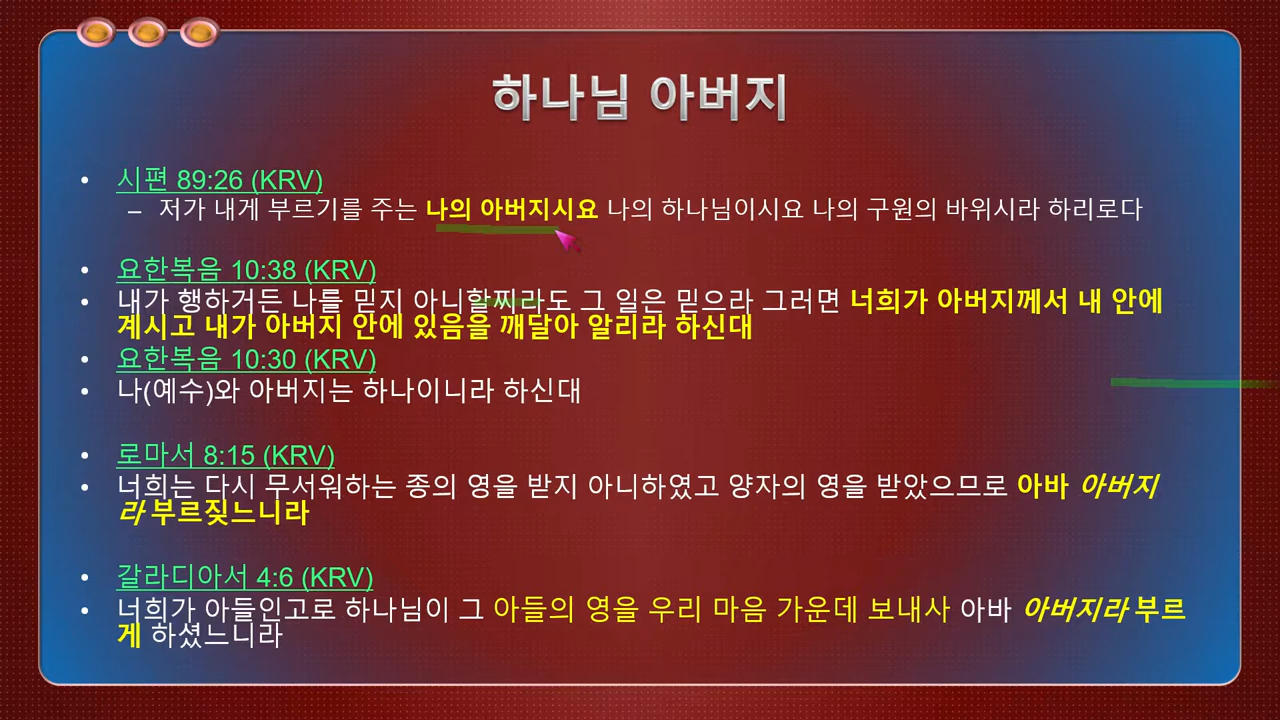 하나님 아버지
• 시편 89:26 (KRV)
– 저가 내게 부르기를 주는 나의 아버지시요 나의 하나님이시요 나의 구원의 바위시라 하리로다
• 요한복음 10:38 (KRV)
• 내가 행하거든 나를 믿지 아니할찌라도 그 일은 믿으라 그러면 너희가 아버지께서 내 안에
계시고 내가 아버지 안에 있음을 깨달아 알리라 하신대
• 요한복음 10:30 (KRV)
• 나(예수)와 아버지는 하나이니라 하신대
• 로마서 8:15 (KRV)
• 너희는 다시 무서워하는 종의 영을 받지 아니하였고 양자의 영을 받았으므로 아바 아버지
라 부르짖느니라
• 갈라디아서 4:6 (KRV)
• 너희가 아들인고로 하나님이 그 아들의 영을 우리 마음 가운데 보내사 아바 아버지라 부르
게 하셨느니라